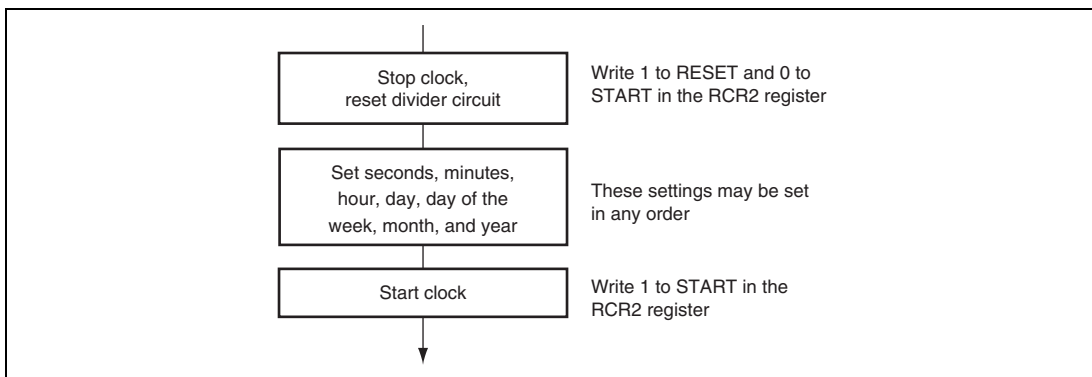 Stop clock,
reset divider circuit
Write 1 to RESET and 0 to
START in the RCR2 register
Set seconds, minutes,
hour, day, day of the
week, month, and year
These settings may be set
in any order
Start clock
Write 1 to START in the
RCR2 register